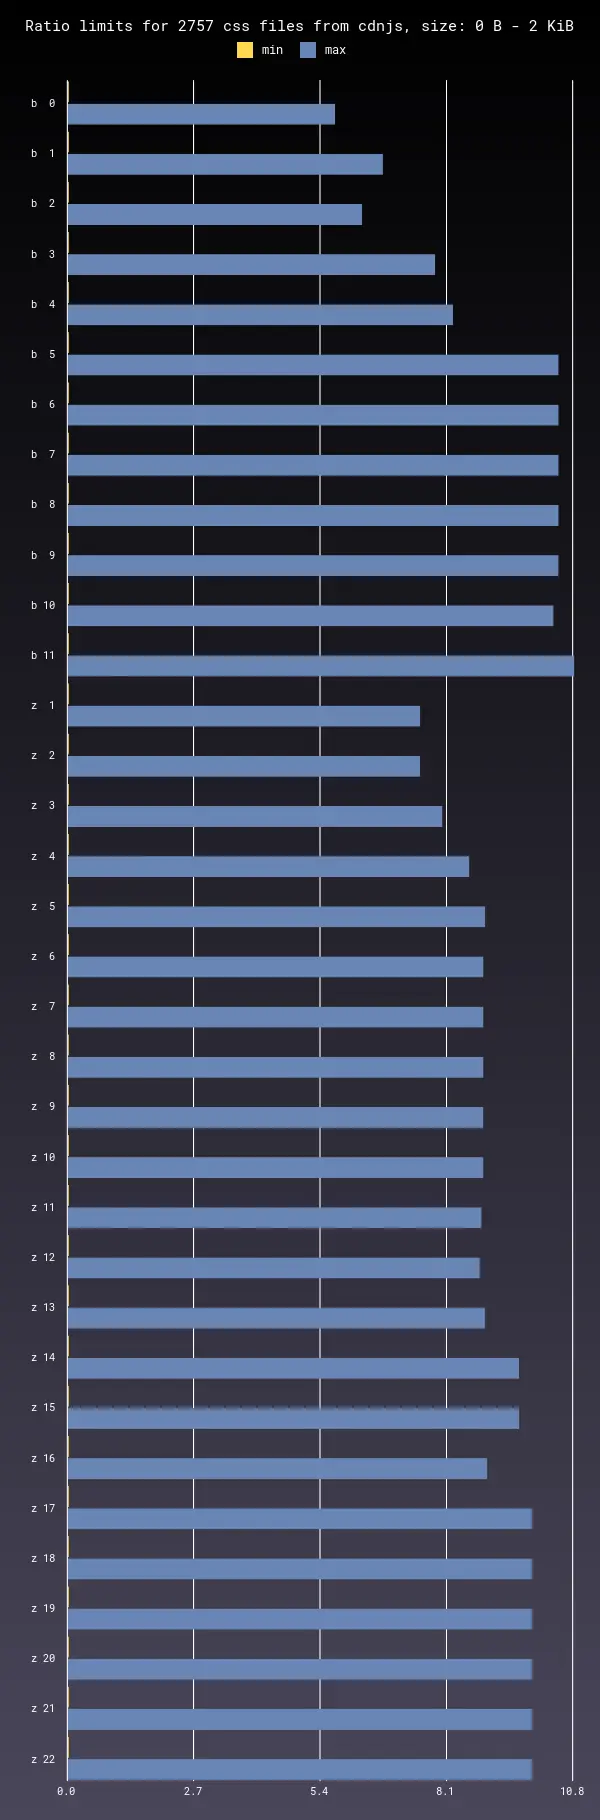 Ratio limits for 2757 css files from cdnjs, size: 0 B - 2 KiB
min max
b 0
b 1
b 2
b 3
b 4
b 5
b 6
b 7
b 8
b 9
b 10
b 11
z 1
z 2
z 3
z 4
z 5
z 6
z 7
z 8
z 9
z 10
z 11
z 12
z 13
z 14
z 15
z 16
z 17
z 18
z 19
z 20
z 21
z 22
0.0 2.7 5.4 8.1 10.8